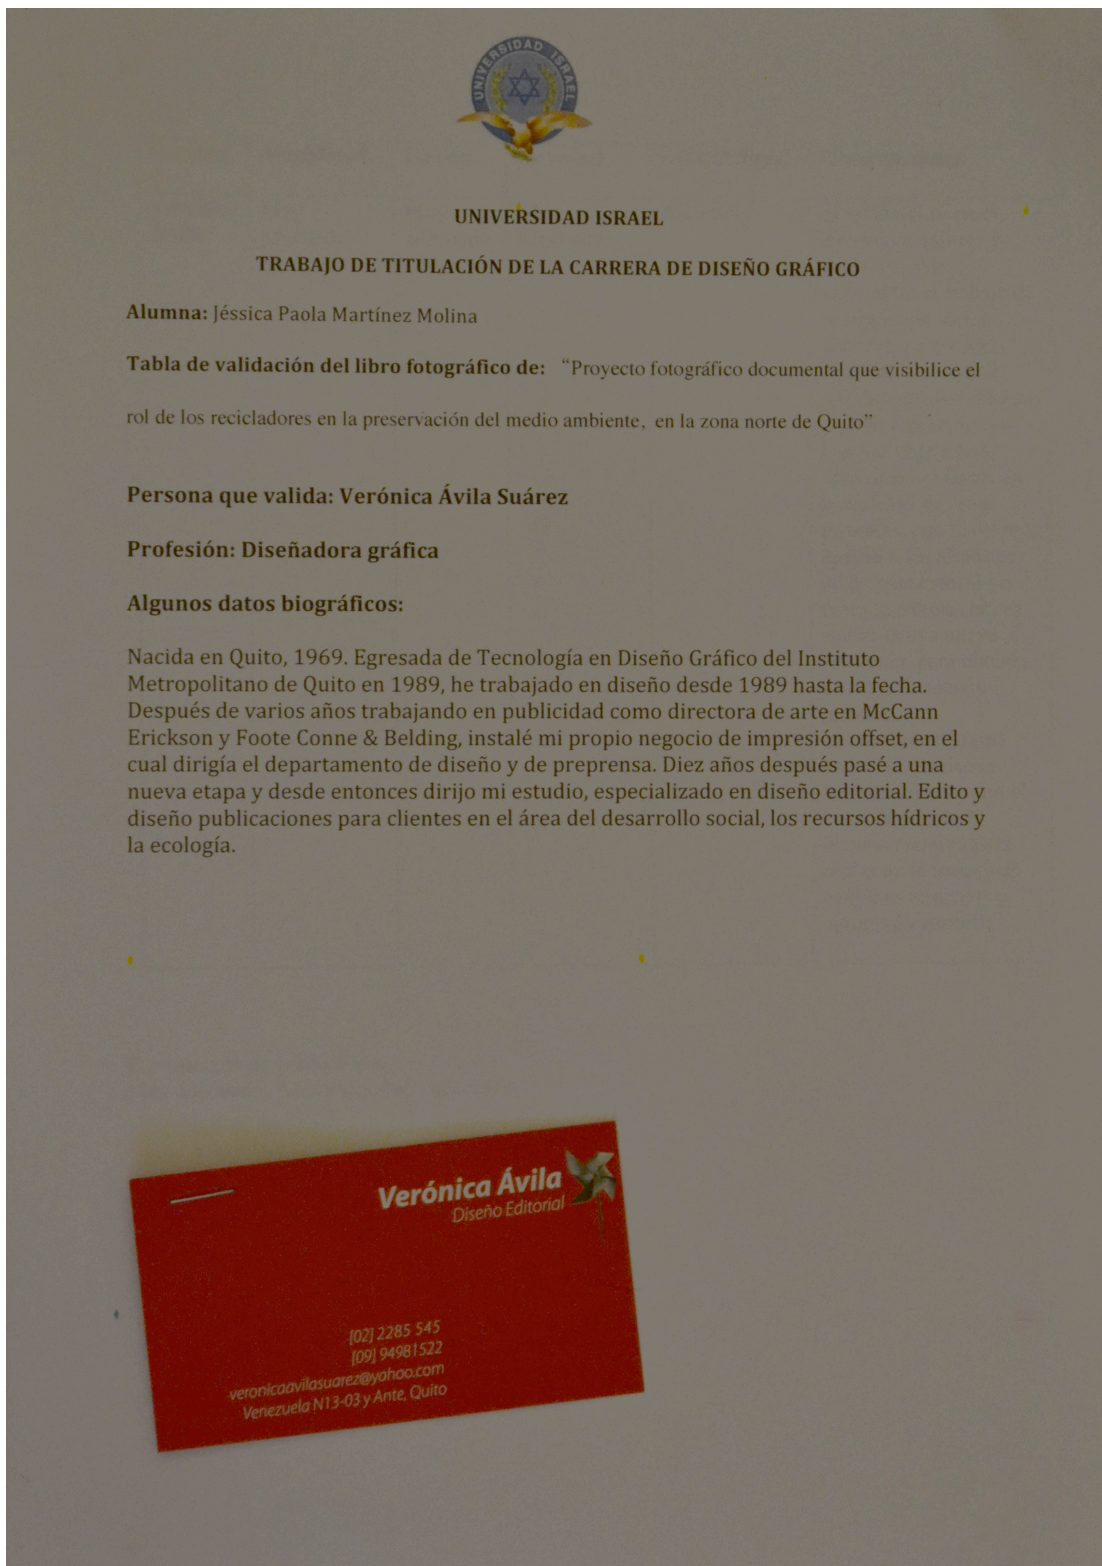 UNIVERSIDAD ISRAEL
UNIVERSIDAD ISRAEL
TRABAJO DE TITULACIÓN DE LA CARRERA DE DISEÑO GRÁFICO
Alumna: Jéssica Paola Martínez Molina
Tabla de validación del libro fotográfico de: “Proyecto fotográfico documental que visibilice el
rol de los recicladores en la preservación del medio ambiente, en la zona norte de Quito”
Persona que valida: Verónica Ávila Suárez
Profesión: Diseñadora gráfica
Algunos datos biográficos:
Nacida en Quito, 1969. Egresada de Tecnología en Diseño Gráfico del Instituto
Metropolitano de Quito en 1989, he trabajado en diseño desde 1989 hasta la fecha.
Después de varios años trabajando en publicidad como directora de arte en McCann
Erickson y Foote Conne & Belding, instalé mi propio negocio de impresión offset, en el
cual dirigía el departamento de diseño y de preprensa. Diez años después pasé a una
nueva etapa y desde entonces dirijo mi estudio, especializado en diseño editorial. Edito y
diseño publicaciones para clientes en el área del desarrollo social, los recursos hídricos y
la ecología.
Verónica Ávila
Diseño Editorial
[02] 2285 545
[09] 94981522
veronicaavilasuarez@yahoo.com
Venezuela N13-03 y Ante, Quito